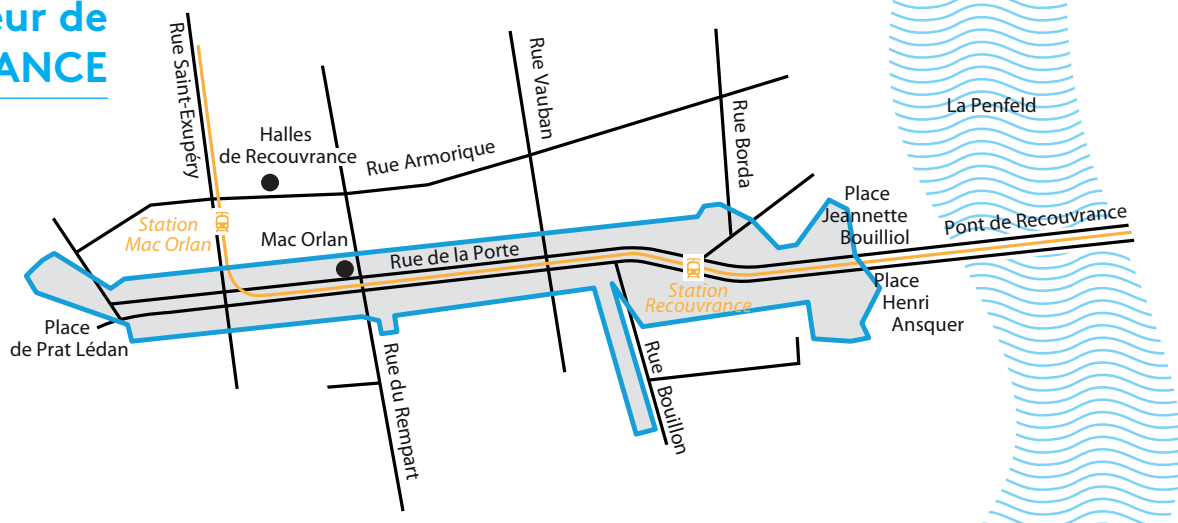 eur de
ANCE
Rue Saint-Exupéry
Halles
de Recouvrance
Rue Armorique
Rue Vauban
Rue Borda
La Penfeld
Station
Mac Orlan
Mac Orlan
Rue de la Porte
Place
Jeannette
Bouilliol
Pont de Recouvrance
Station
Recouvrance
Place
Henri
Ansquer
Place
de Prat Lédan
Rue du Rempart
Rue Bouillon